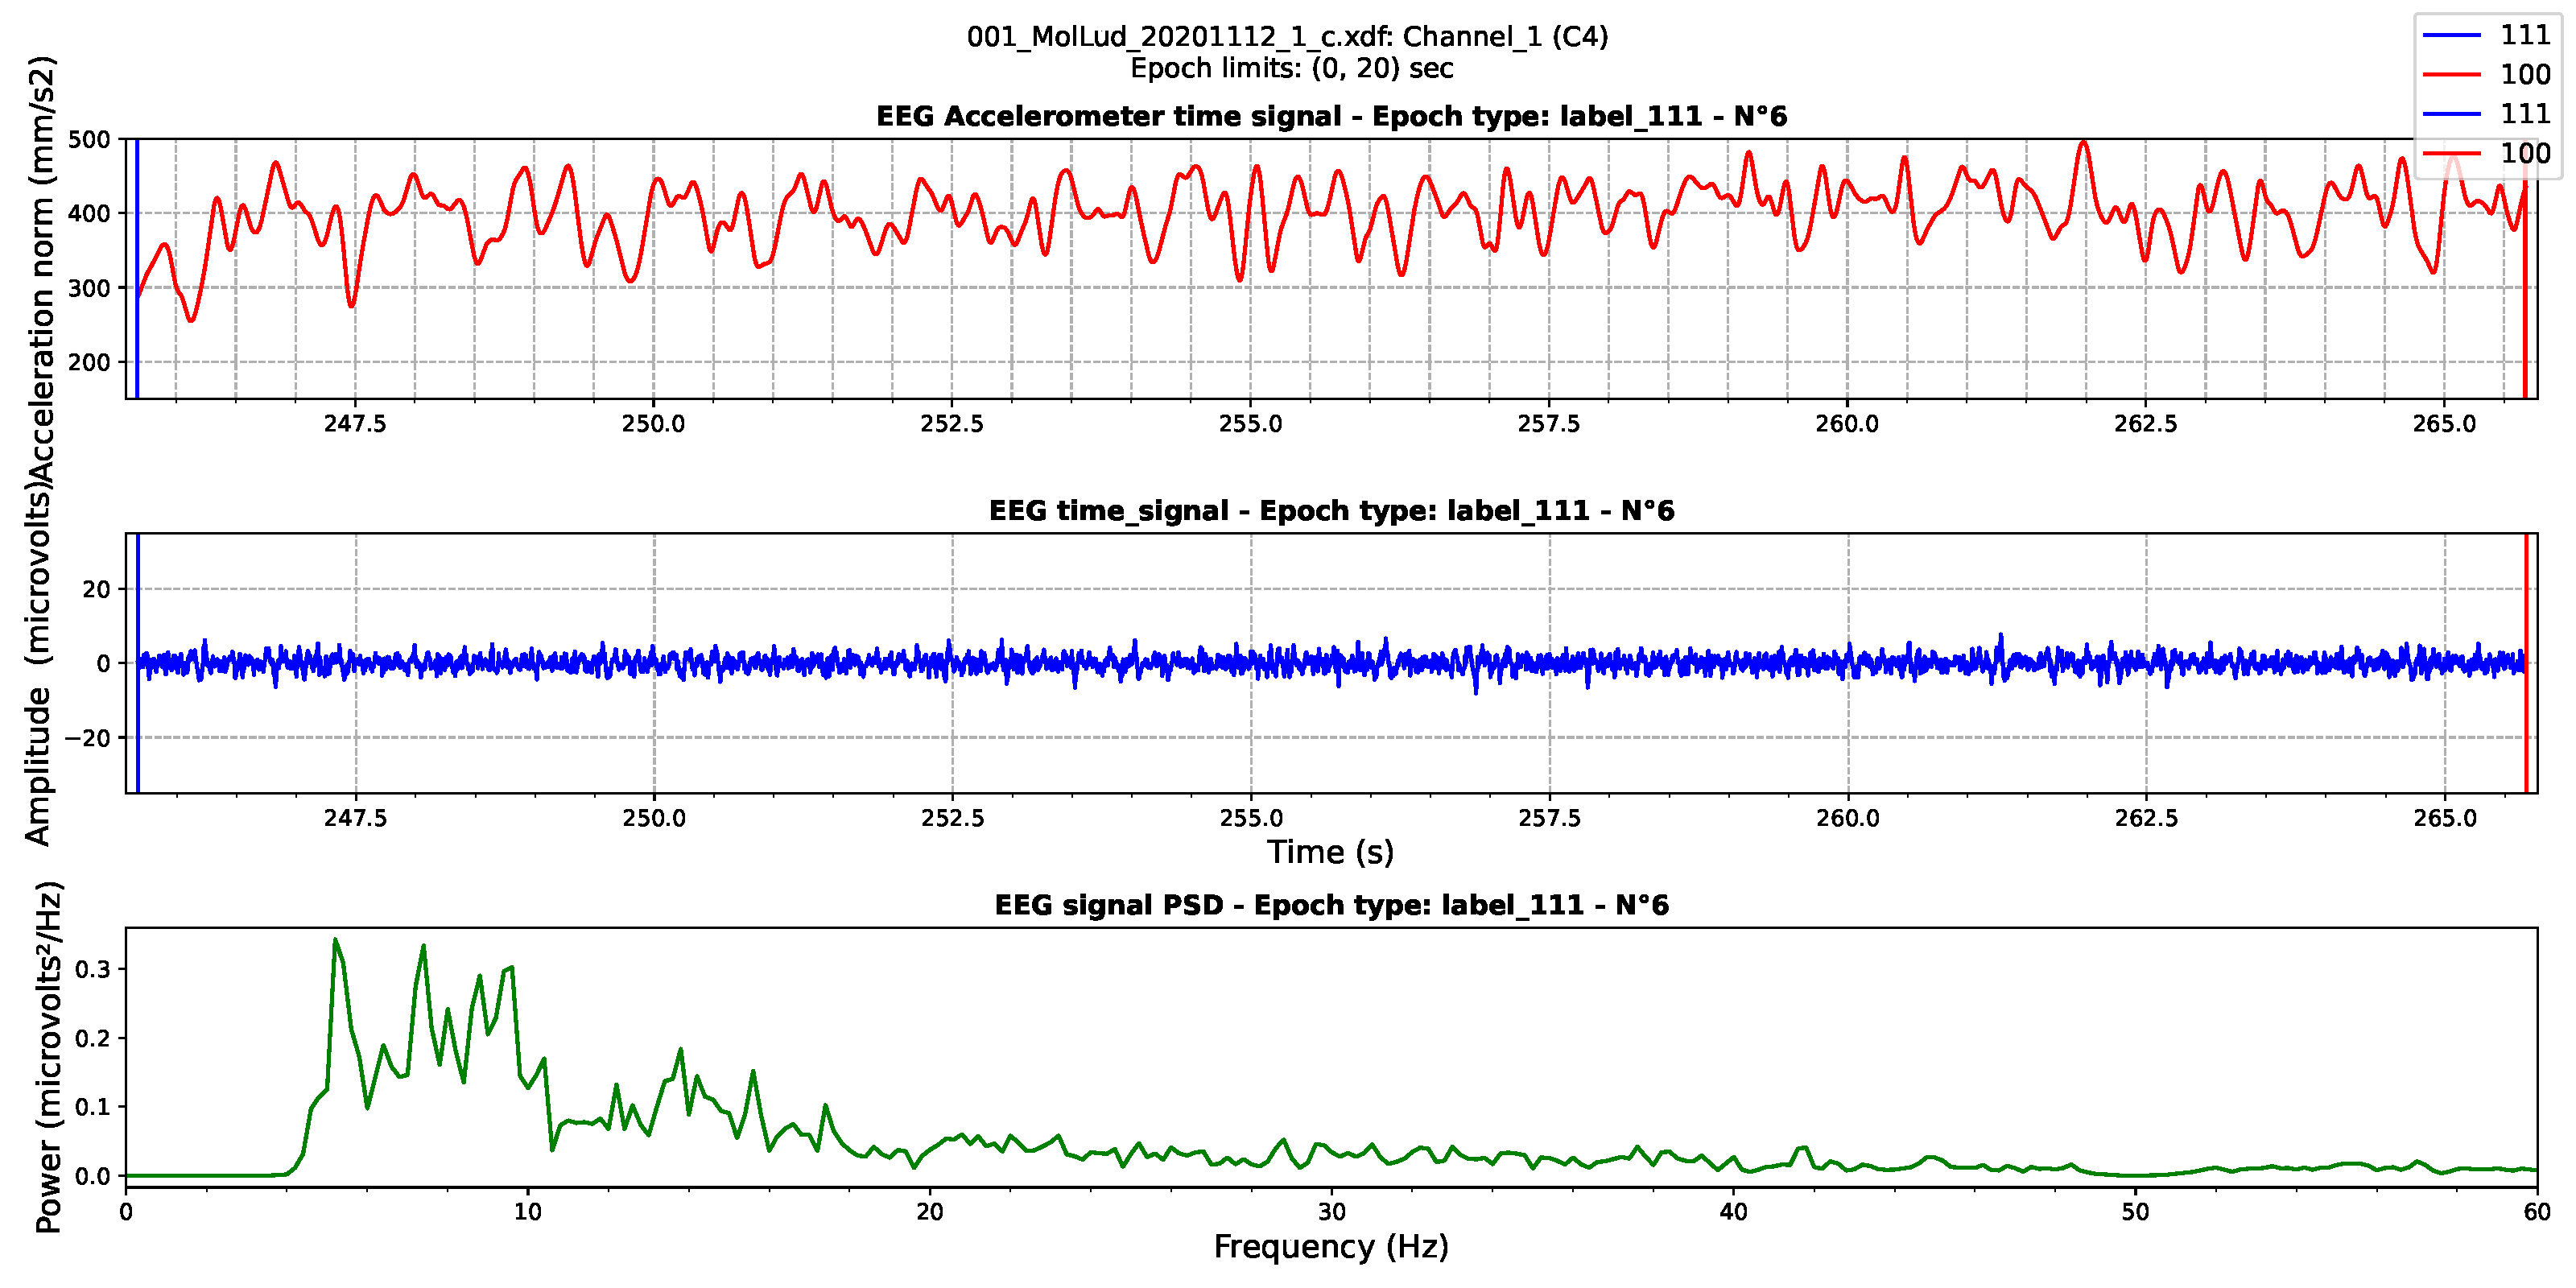 001_MolLud_20201112_1_c.xdf: Channel_1 (C4)
Epoch limits: (0, 20) sec
111
100
111
100
EEG Accelerometer time signal - Epoch type: label_111 - N°6
Acceleration norm (mm/s2)
500
400
300
200
247.5 250.0 252.5 255.0 257.5 260.0 262.5 265.0
EEG time_signal - Epoch type: label_111 - N°6
Amplitude (microvolts)
20
0
−20
247.5 250.0 252.5 255.0 257.5 260.0 262.5 265.0
Time (s)
EEG signal PSD - Epoch type: label_111 - N°6
Power (microvolts²/Hz)
0.3
0.2
0.1
0.0
0 10 20 30 40 50 60
Frequency (Hz)